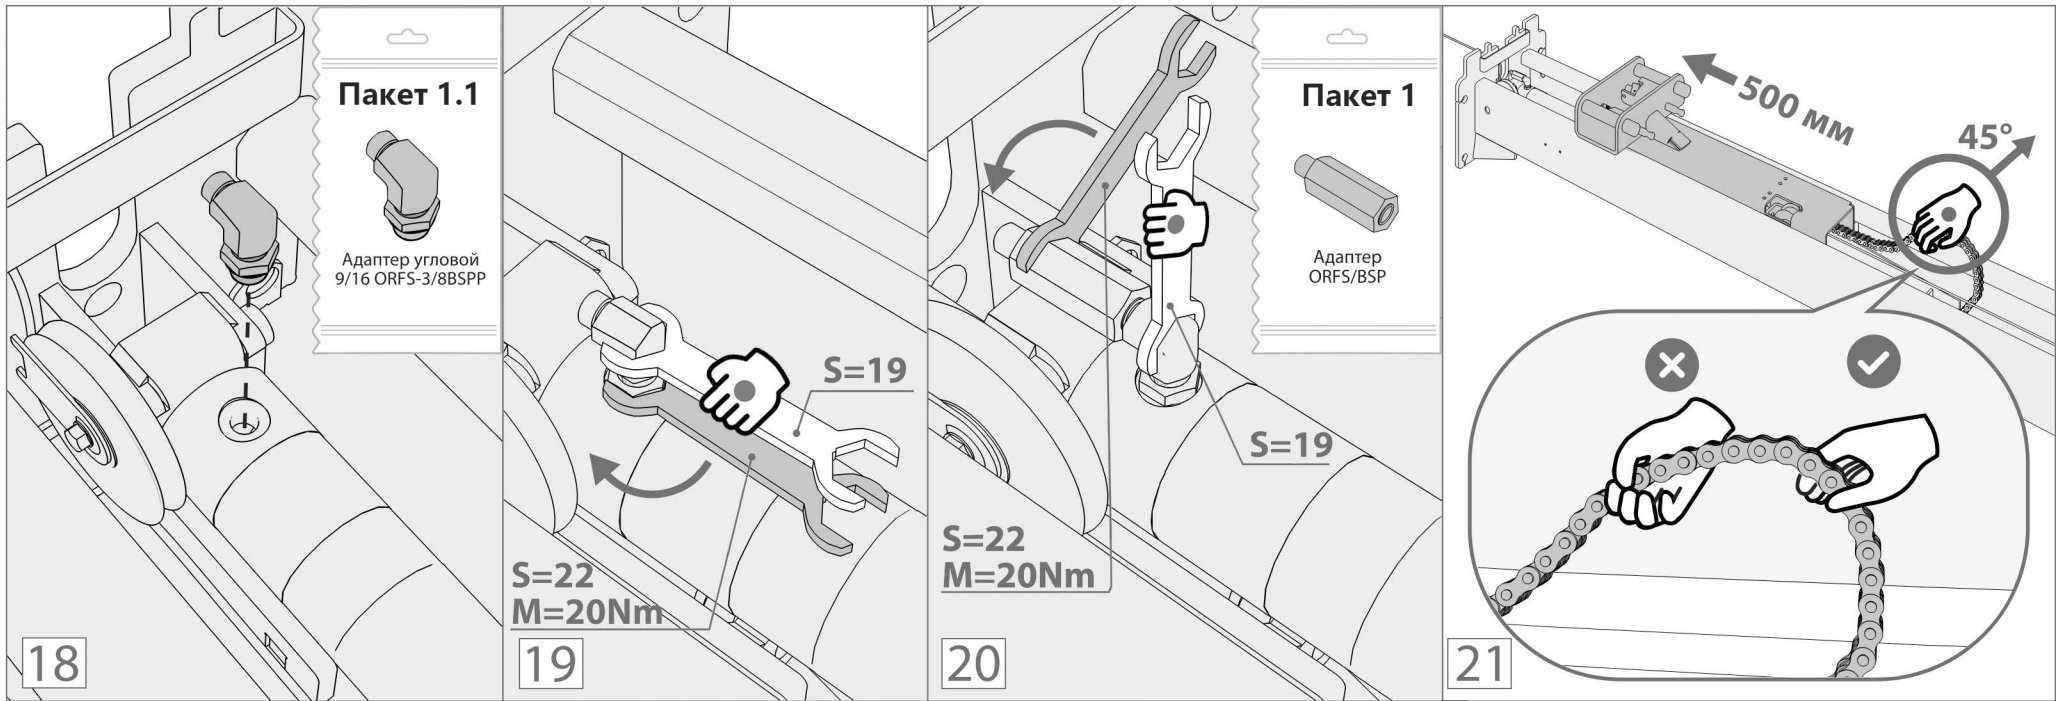 Пакет 1.1
Адаптер угловой
9/16 ORFS-3/8BSPP
18
S=19
S=22
M=20Nm
19
Пакет 1
Адаптер
ORFS/BSP
S=19
S=22
M=20Nm
20
500 мм
45°
21